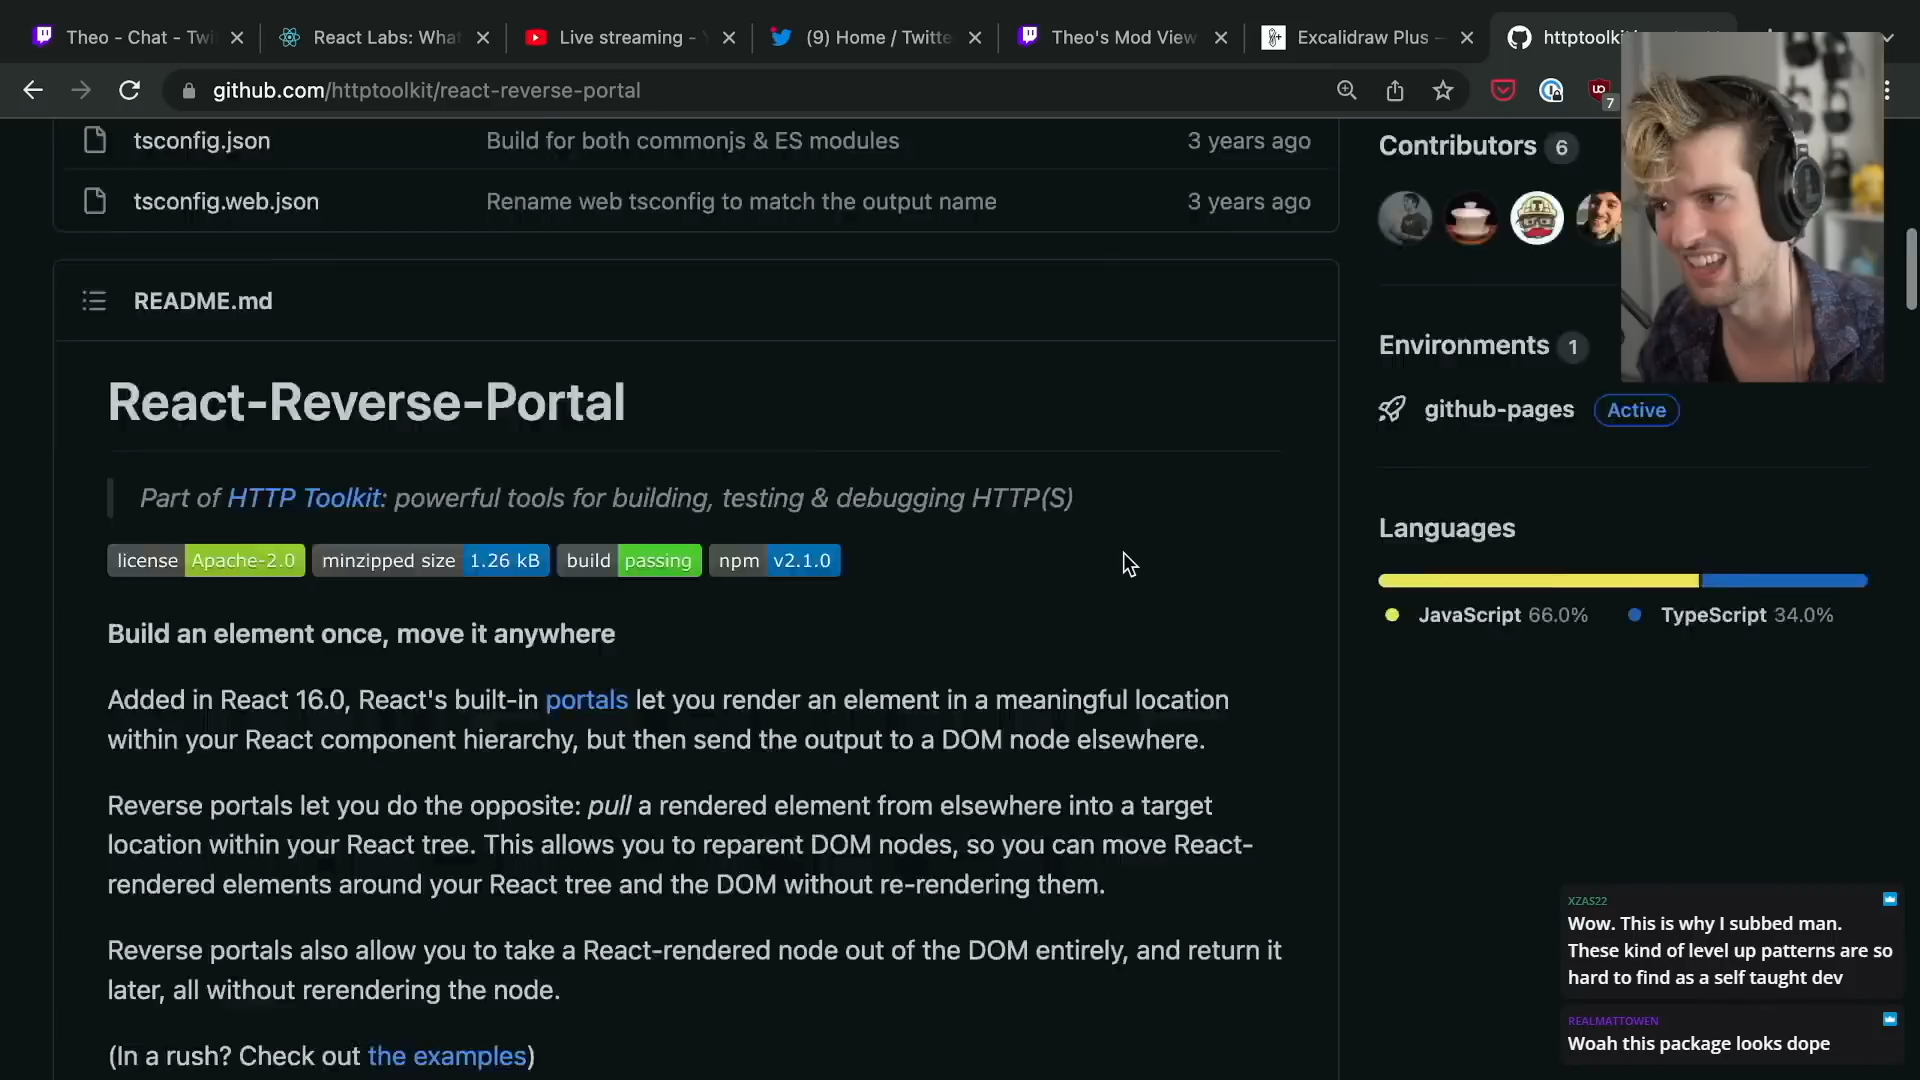 Theo - Chat - Twi
React Labs: What
Live streaming -
(9) Home / Twitte
Theo's Mod View
Excalidraw Plus –
httptoolki
github.com/httptoolkit/react-reverse-portal
7
tsconfig.json Build for both commonjs & ES modules 3 years ago
tsconfig.web.json Rename web tsconfig to match the output name 3 years ago
README.md
React-Reverse-Portal
Part of HTTP Toolkit: powerful tools for building, testing & debugging HTTP(S)
license Apache-2.0 minzipped size 1.26 kB build passing npm v2.1.0
Build an element once, move it anywhere
Added in React 16.0, React's built-in portals let you render an element in a meaningful location
within your React component hierarchy, but then send the output to a DOM node elsewhere.
Reverse portals let you do the opposite: pull a rendered element from elsewhere into a target
location within your React tree. This allows you to reparent DOM nodes, so you can move React-
rendered elements around your React tree and the DOM without re-rendering them.
Reverse portals also allow you to take a React-rendered node out of the DOM entirely, and return it
later, all without rerendering the node.
(In a rush? Check out the examples)
Contributors 6
Environments 1
github-pages Active
Languages
JavaScript 66.0% TypeScript 34.0%
XZAS22
Wow. This is why I subbed man.
These kind of level up patterns are so
hard to find as a self taught dev
REALMATTOWEN
Woah this package looks dope